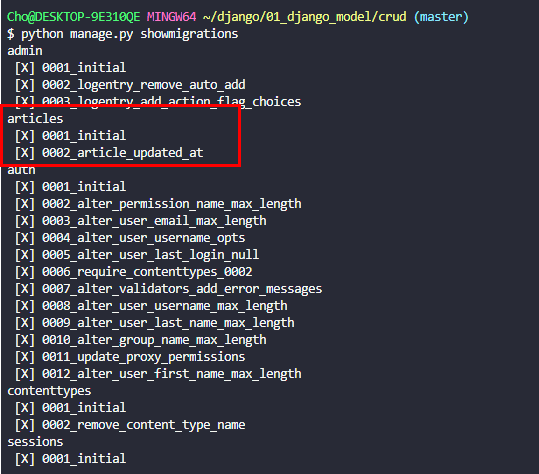 Cho@DESKTOP-9E310QE MINGW64 ~/django/01_django_model/crud (master)
$ python manage.py showmigrations
admin
[X] 0001_initial
[X] 0002_logentry_remove_auto_add
[X] 0003_logentry_add_action_flag_choices
articles
[X] 0001_initial
[X] 0002_article_updated_at
auth
[X] 0001_initial
[X] 0002_alter_permission_name_max_length
[X] 0003_alter_user_email_max_length
[X] 0004_alter_user_username_opts
[X] 0005_alter_user_last_login_null
[X] 0006_require_contenttypes_0002
[X] 0007_alter_validators_add_error_messages
[X] 0008_alter_user_username_max_length
[X] 0009_alter_user_last_name_max_length
[X] 0010_alter_group_name_max_length
[X] 0011_update_proxy_permissions
[X] 0012_alter_user_first_name_max_length
contenttypes
[X] 0001_initial
[X] 0002_remove_content_type_name
sessions
[X] 0001_initial